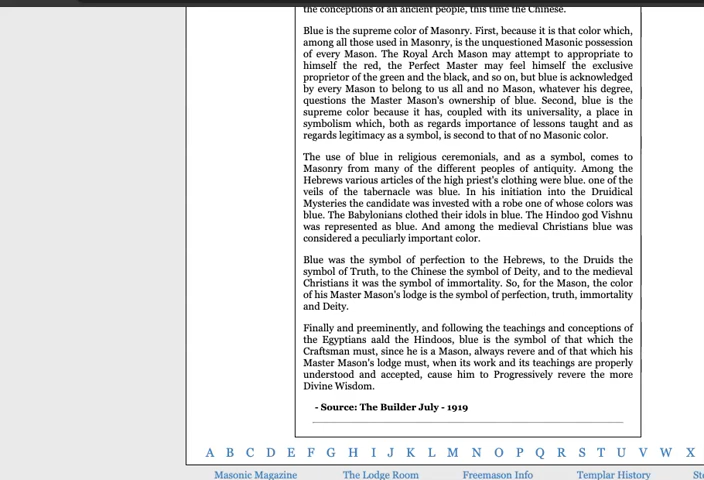 the conceptions of an ancient people, this time the Chinese.
Blue is the supreme color of Masonry. First, because it is that color which,
among all those used in Masonry, is the unquestioned Masonic possession
of every Mason. The Royal Arch Mason may attempt to appropriate to
himself the red, the Perfect Master may feel himself the exclusive
proprietor of the green and the black, and so on, but blue is acknowledged
by every Mason to belong to us all and no Mason, whatever his degree,
questions the Master Mason's ownership of blue. Second, blue is the
supreme color because it has, coupled with its universality, a place in
symbolism which, both as regards importance of lessons taught and as
regards legitimacy as a symbol, is second to that of no Masonic color.
The use of blue in religious ceremonials, and as a symbol, comes to
Masonry from many of the different peoples of antiquity. Among the
Hebrews various articles of the high priest's clothing were blue. one of the
veils of the tabernacle was blue. In his initiation into the Druidical
Mysteries the candidate was invested with a robe one of whose colors was
blue. The Babylonians clothed their idols in blue. The Hindoo god Vishnu
was represented as blue. And among the medieval Christians blue was
considered a peculiarly important color.
Blue was the symbol of perfection to the Hebrews, to the Druids the
symbol of Truth, to the Chinese the symbol of Deity, and to the medieval
Christians it was the symbol of immortality. So, for the Mason, the color
of his Master Mason's lodge is the symbol of perfection, truth, immortality
and Deity.
Finally and preeminently, and following the teachings and conceptions of
the Egyptians aald the Hindoos, blue is the symbol of that which the
Craftsman must, since he is a Mason, always revere and of that which his
Master Mason's lodge must, when its work and its teachings are properly
understood and accepted, cause him to Progressively revere the more
Divine Wisdom.
- Source: The Builder July - 1919
A B C D E F G H I J K L M N O P Q R S T U V W X
Masonic Magazine The Lodge Room Freemason Info Templar History